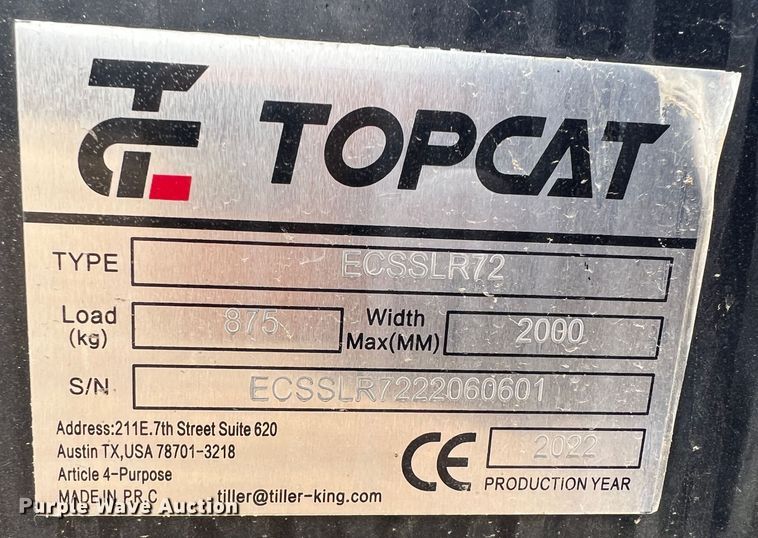 TOPCAT
TYPE ECSSLR72
Load (kg) 875 Width Max(MM) 2000
S/N ECSSLR7222060601
Address:211E.7th Street Suite 620
Austin TX,USA 78701-3218
Article 4-Purpose
MADE IN P.R.C tiller@tiller-king.com
CE 2022
PRODUCTION YEAR
Purple Wave Auction